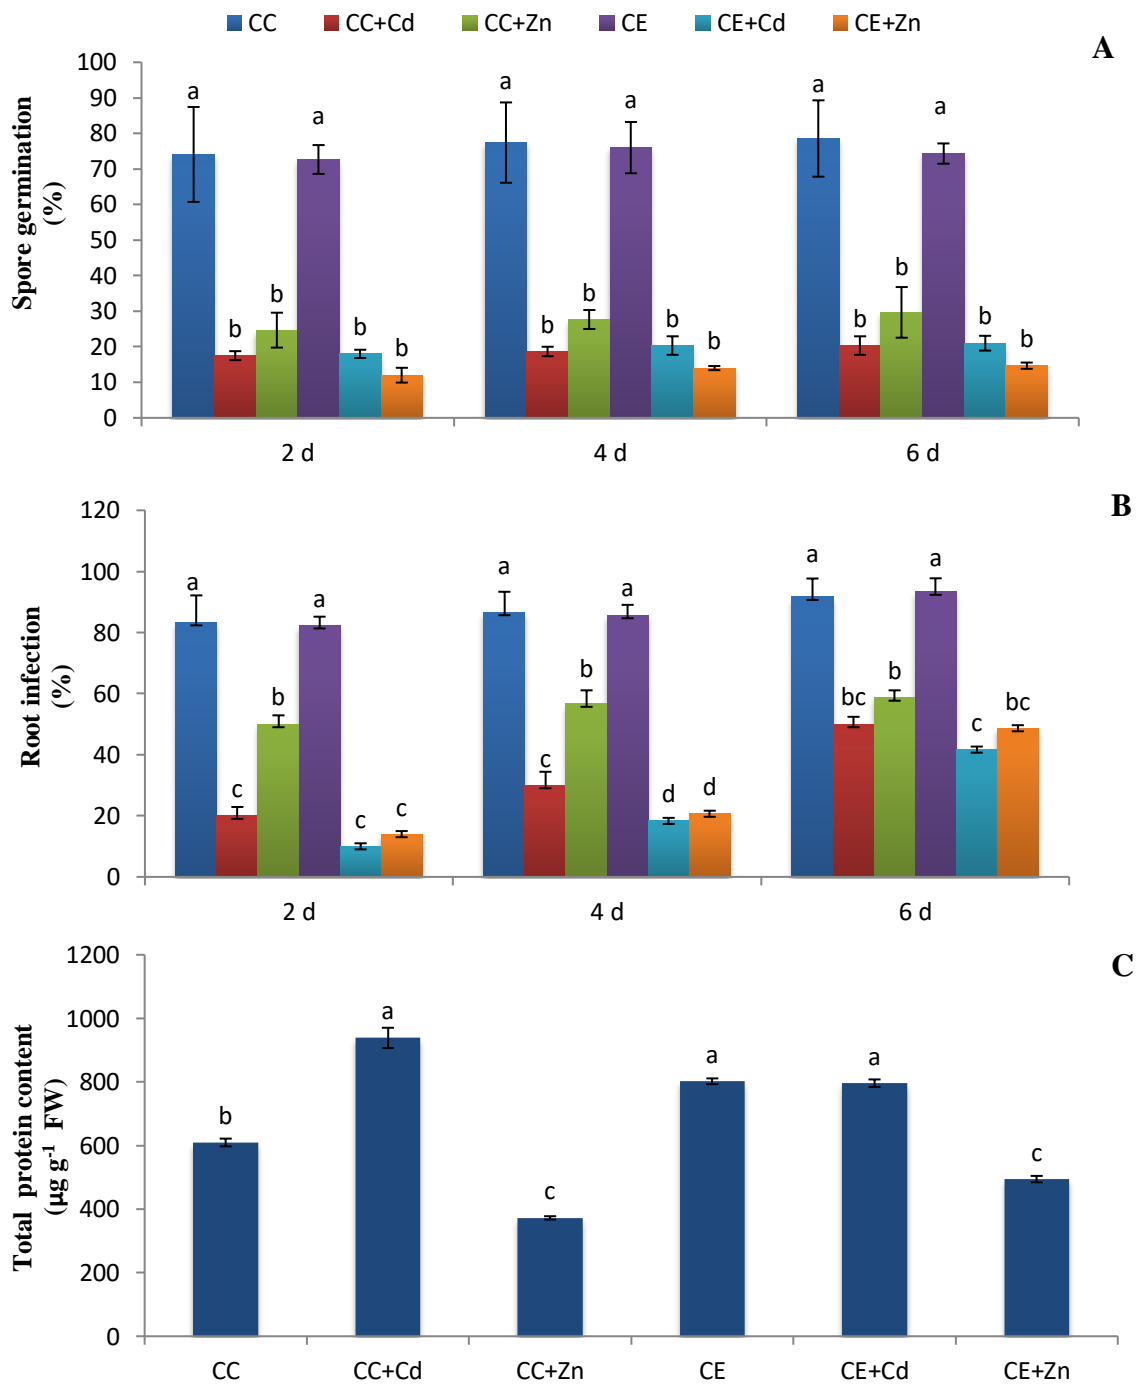 CC CC+Cd CC+Zn CE CE+Cd CE+Zn
A
Spore germination
(%)
100
90
80
70
60
50
40
30
20
10
0
a b b a b b
a b b a b b
a b b a b b
2 d 4 d 6 d
B
Root infection
(%)
120
100
80
60
40
20
0
a c b a c c
a c b a d d
a bc b a c bc
2 d 4 d 6 d
C
Total protein content
(µg g⁻¹ FW)
1200
1000
800
600
400
200
0
b a c a a c
CC CC+Cd CC+Zn CE CE+Cd CE+Zn